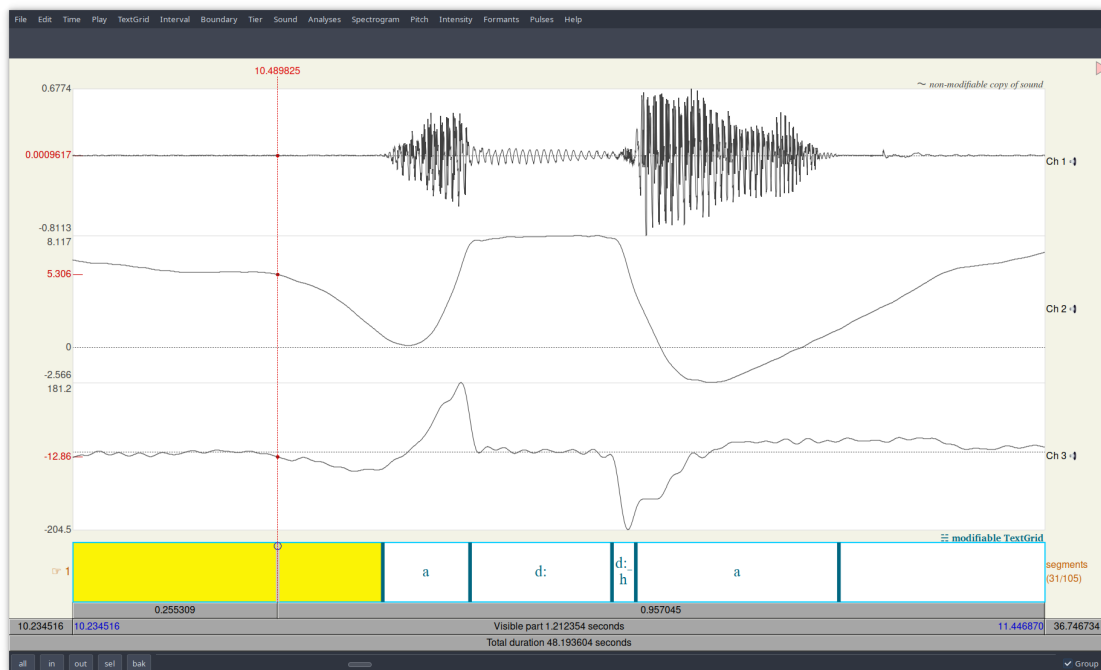 File Edit Time Play TextGrid Interval Boundary Tier Sound Analyses Spectrogram Pitch Intensity Formants Pulses Help
10.489825
0.6774
~ non-modifiable copy of sound
0.0009617
Ch 1
-0.8113
8.117
5.306
Ch 2
0
-2.566
181.2
-12.86
Ch 3
-204.5
modifiable TextGrid
☞ 1
a
d:
d:_
h
a
segments
(31/105)
0.255309 0.957045
10.234516 10.234516 Visible part 1.212354 seconds 11.446870 36.746734
Total duration 48.193604 seconds
all in out sel bak Group